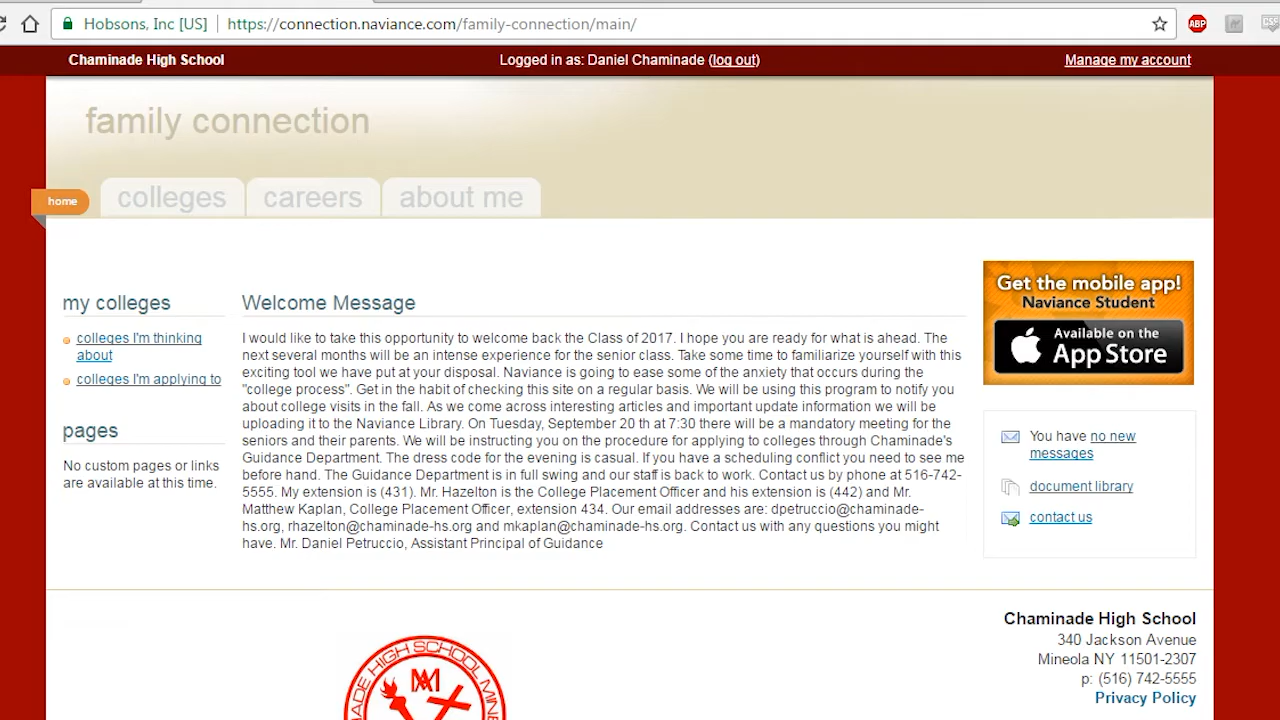 Hobsons, Inc [US] https://connection.naviance.com/family-connection/main/
ABP
Chaminade High School
Logged in as: Daniel Chaminade (log out)
Manage my account
family connection
home
colleges
careers
about me
my colleges
colleges I'm thinking
about
colleges I'm applying to
pages
No custom pages or links
are available at this time.
Welcome Message
I would like to take this opportunity to welcome back the Class of 2017. I hope you are ready for what is ahead. The
next several months will be an intense experience for the senior class. Take some time to familiarize yourself with this
exciting tool we have put at your disposal. Naviance is going to ease some of the anxiety that occurs during the
"college process". Get in the habit of checking this site on a regular basis. We will be using this program to notify you
about college visits in the fall. As we come across interesting articles and important update information we will be
uploading it to the Naviance Library. On Tuesday, September 20 th at 7:30 there will be a mandatory meeting for the
seniors and their parents. We will be instructing you on the procedure for applying to colleges through Chaminade's
Guidance Department. The dress code for the evening is casual. If you have a scheduling conflict you need to see me
before hand. The Guidance Department is in full swing and our staff is back to work. Contact us by phone at 516-742-
5555. My extension is (431). Mr. Hazelton is the College Placement Officer and his extension is (442) and Mr.
Matthew Kaplan, College Placement Officer, extension 434. Our email addresses are: dpetruccio@chaminade-
hs.org, rhazelton@chaminade-hs.org and mkaplan@chaminade-hs.org. Contact us with any questions you might
have. Mr. Daniel Petruccio, Assistant Principal of Guidance
Get the mobile app!
Naviance Student
Available on the
App Store
You have no new
messages
document library
contact us
Chaminade High School
340 Jackson Avenue
Mineola NY 11501-2307
p: (516) 742-5555
Privacy Policy